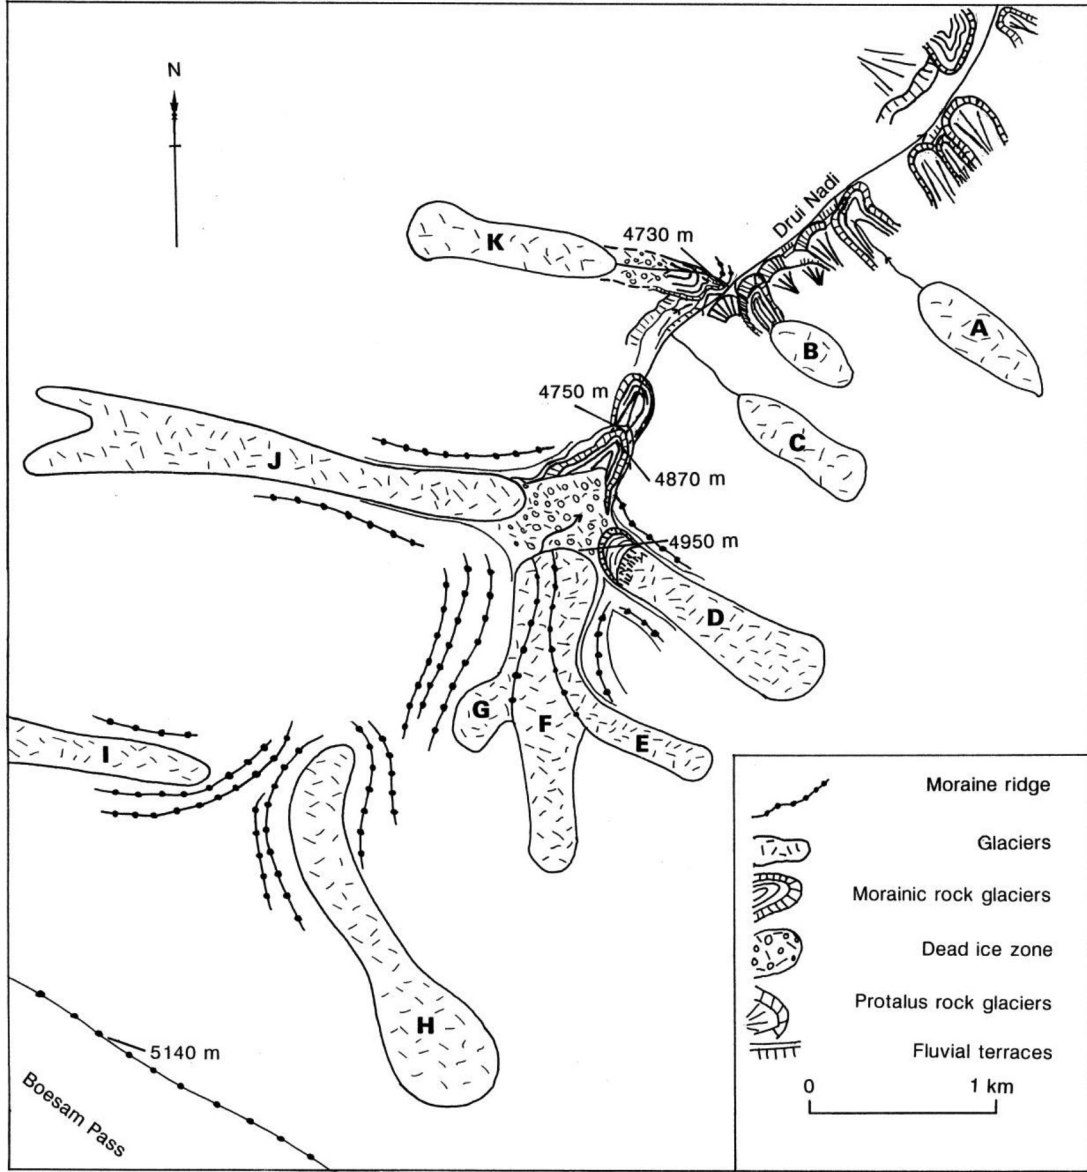 N
Drui Nadi
4730 m
K
A
B
4750 m
C
J
4870 m
4950 m
D
G
F
E
I
H
5140 m
Boesam Pass
Moraine ridge
Glaciers
Morainic rock glaciers
Dead ice zone
Protalus rock glaciers
Fluvial terraces
0 1 km